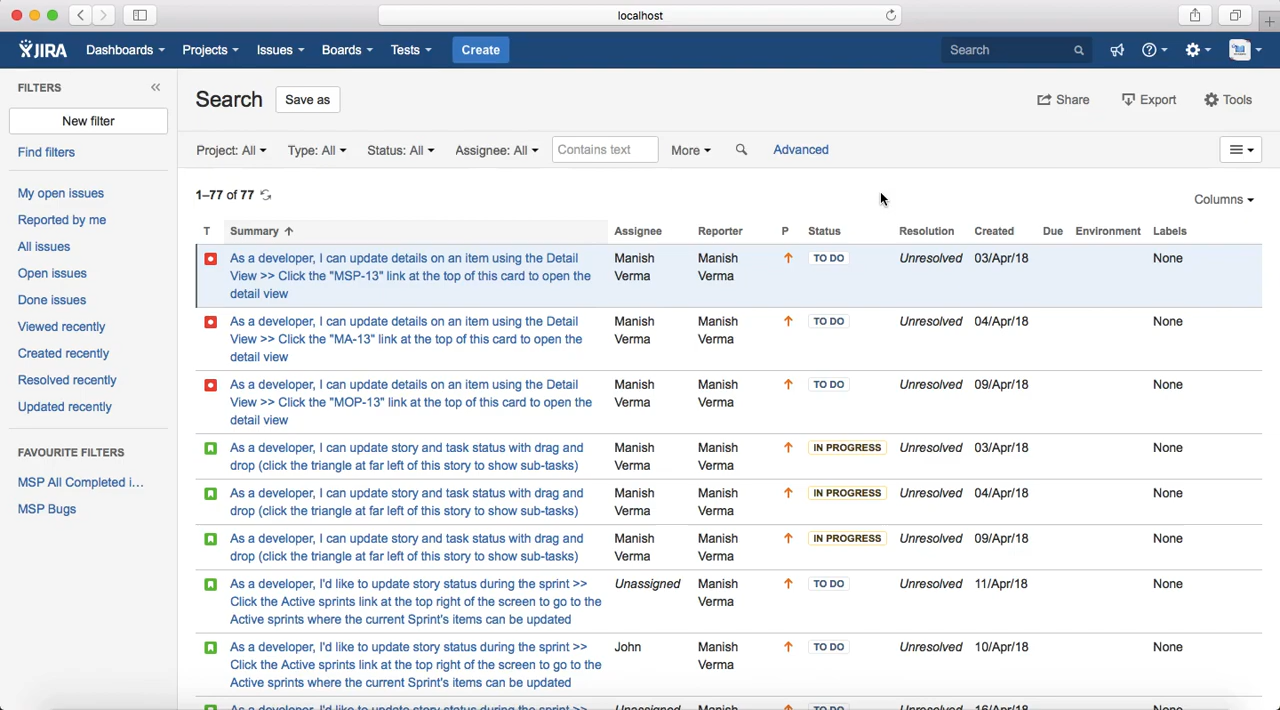 localhost
JIRA Dashboards Projects Issues Boards Tests Create Search
FILTERS
New filter
Find filters
My open issues
Reported by me
All issues
Open issues
Done issues
Viewed recently
Created recently
Resolved recently
Updated recently
FAVOURITE FILTERS
MSP All Completed i...
MSP Bugs
Search Save as Share Export Tools
Project: All Type: All Status: All Assignee: All Contains text More Advanced
1–77 of 77
Columns
T Summary Assignee Reporter P Status Resolution Created Due Environment Labels
As a developer, I can update details on an item using the Detail Manish Manish TO DO Unresolved 03/Apr/18 None
View >> Click the "MSP-13" link at the top of this card to open the Verma Verma
detail view
As a developer, I can update details on an item using the Detail Manish Manish TO DO Unresolved 04/Apr/18 None
View >> Click the "MA-13" link at the top of this card to open the Verma Verma
detail view
As a developer, I can update details on an item using the Detail Manish Manish TO DO Unresolved 09/Apr/18 None
View >> Click the "MOP-13" link at the top of this card to open the Verma Verma
detail view
As a developer, I can update story and task status with drag and Manish Manish IN PROGRESS Unresolved 03/Apr/18 None
drop (click the triangle at far left of this story to show sub-tasks) Verma Verma
As a developer, I can update story and task status with drag and Manish Manish IN PROGRESS Unresolved 04/Apr/18 None
drop (click the triangle at far left of this story to show sub-tasks) Verma Verma
As a developer, I can update story and task status with drag and Manish Manish IN PROGRESS Unresolved 09/Apr/18 None
drop (click the triangle at far left of this story to show sub-tasks) Verma Verma
As a developer, I'd like to update story status during the sprint >> Unassigned Manish TO DO Unresolved 11/Apr/18 None
Click the Active sprints link at the top right of the screen to go to the Verma
Active sprints where the current Sprint's items can be updated
As a developer, I'd like to update story status during the sprint >> John Manish TO DO Unresolved 10/Apr/18 None
Click the Active sprints link at the top right of the screen to go to the Verma
Active sprints where the current Sprint's items can be updated
As a developer, I'd like to update story status during the sprint >> Unassigned Manish TO DO Unresolved 16/Apr/18 None